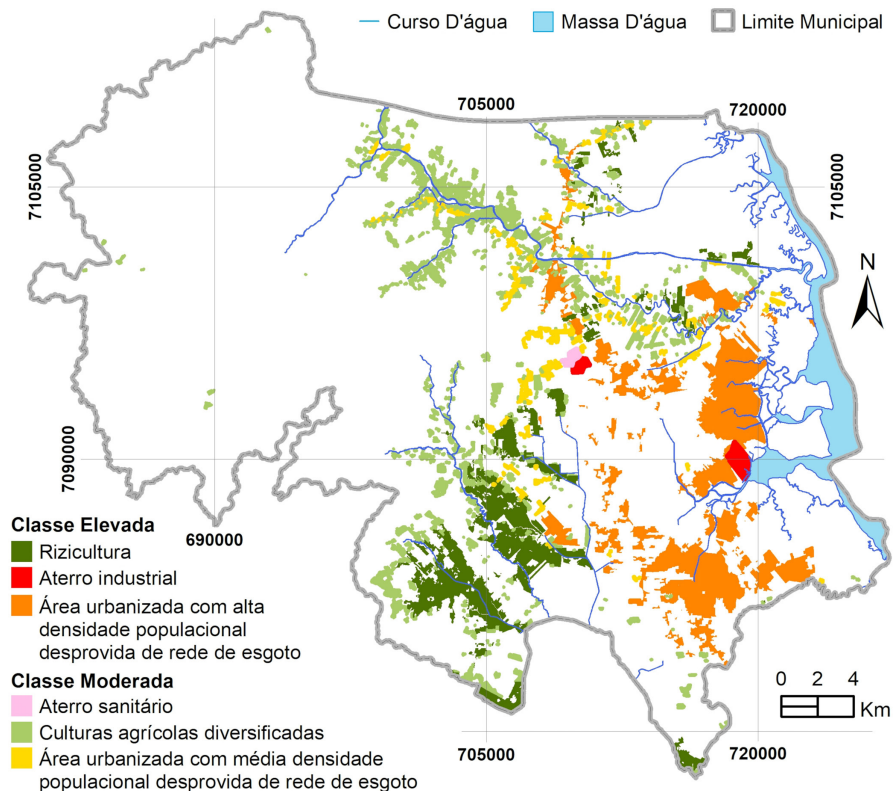 Curso D'água
Massa D'água
Limite Municipal
705000
720000
7105000
7105000
N
7090000
690000
Classe Elevada
Rizicultura
Aterro industrial
Área urbanizada com alta
densidade populacional
desprovida de rede de esgoto
Classe Moderada
Aterro sanitário
Culturas agrícolas diversificadas
Área urbanizada com média densidade
populacional desprovida de rede de esgoto
0 2 4
Km
705000
720000